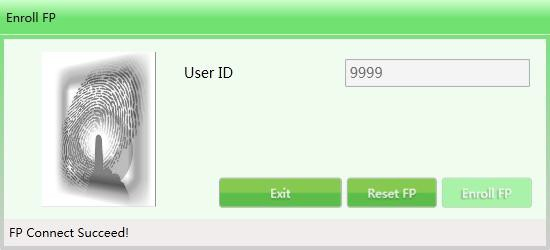 Enroll FP
User ID
9999
Exit
Reset FP
Enroll FP
FP Connect Succeed!